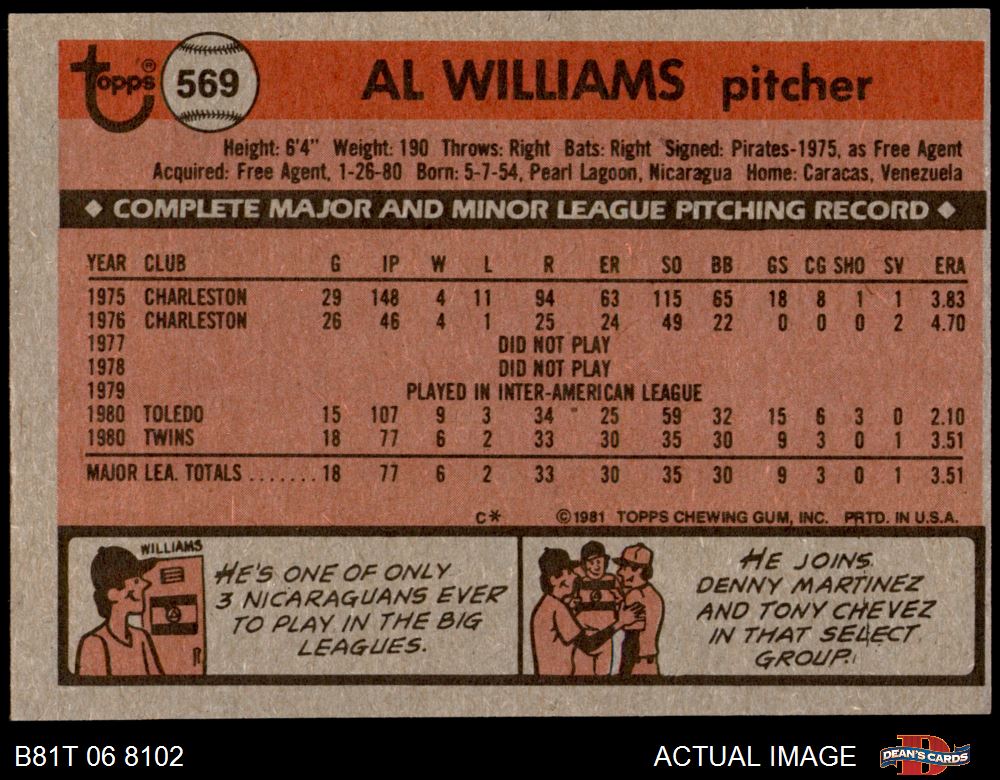 topps® 569 AL WILLIAMS pitcher
Height: 6'4" Weight: 190 Throws: Right Bats: Right Signed: Pirates-1975, as Free Agent
Acquired: Free Agent, 1-26-80 Born: 5-7-54, Pearl Lagoon, Nicaragua Home: Caracas, Venezuela
◆ COMPLETE MAJOR AND MINOR LEAGUE PITCHING RECORD ◆
YEAR CLUB G IP W L R ER SO BB GS CG SHO SV ERA
1975 CHARLESTON 29 148 4 11 94 63 115 65 18 8 1 1 3.83
1976 CHARLESTON 26 46 4 1 25 24 49 22 0 0 0 2 4.70
1977 DID NOT PLAY
1978 DID NOT PLAY
1979 PLAYED IN INTER-AMERICAN LEAGUE
1980 TOLEDO 15 107 9 3 34 25 59 32 15 6 3 0 2.10
1980 TWINS 18 77 6 2 33 30 35 30 9 3 0 1 3.51
MAJOR LEA. TOTALS ....... 18 77 6 2 33 30 35 30 9 3 0 1 3.51
C* ©1981 TOPPS CHEWING GUM, INC. PRTD. IN U.S.A.
WILLIAMS
HE'S ONE OF ONLY
3 NICARAGUANS EVER
TO PLAY IN THE BIG
LEAGUES.
HE JOINS
DENNY MARTINEZ
AND TONY CHEVEZ
IN THAT SELECT
GROUP.
B81T 06 8102 ACTUAL IMAGE DEAN'S CARDS